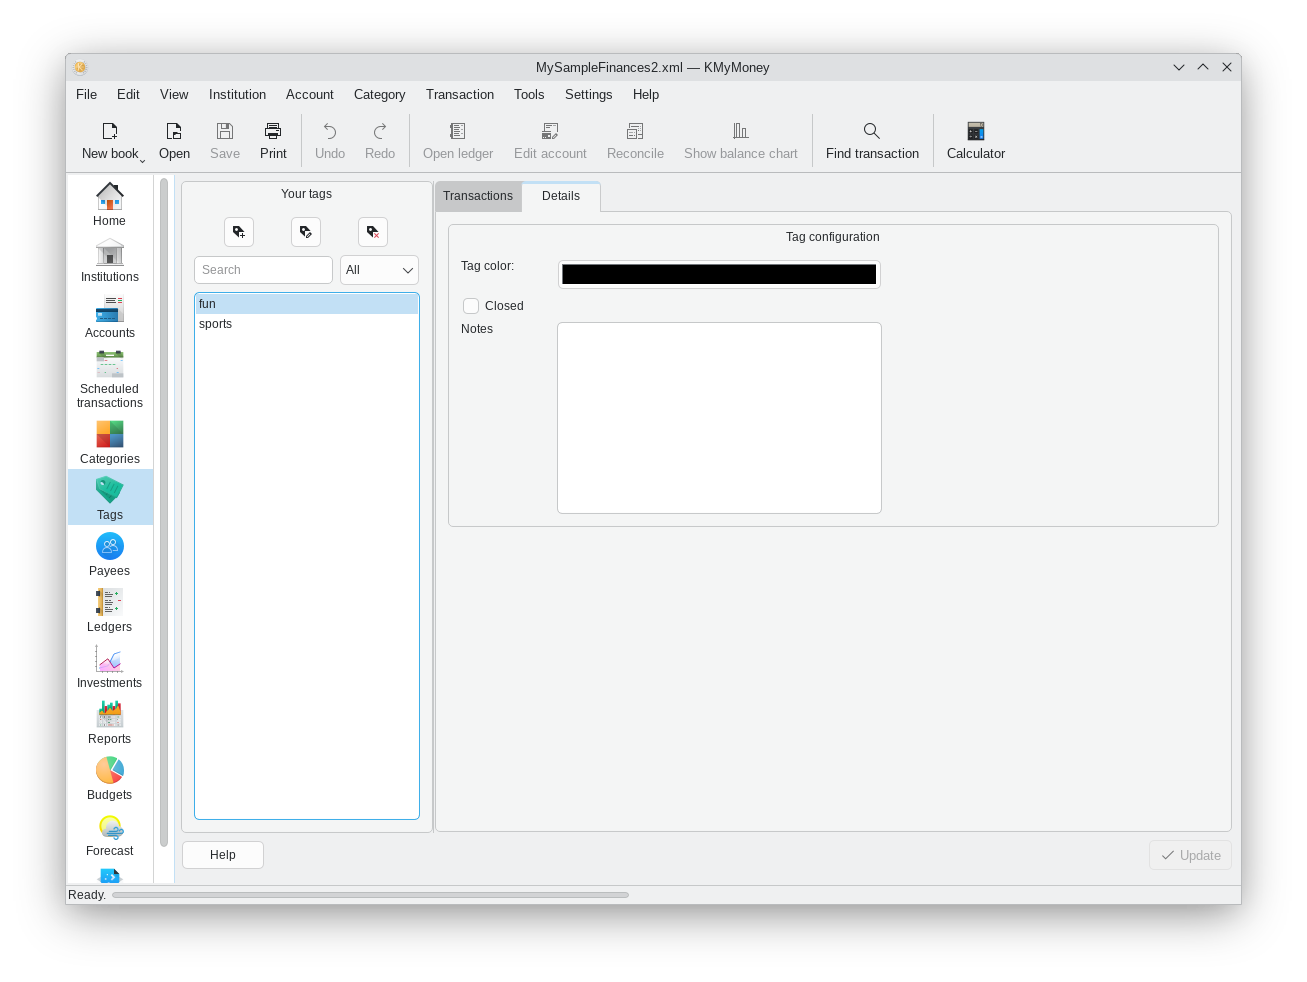 MySampleFinances2.xml — KMyMoney
File Edit View Institution Account Category Transaction Tools Settings Help
New book Open Save Print Undo Redo Open ledger Edit account Reconcile Show balance chart Find transaction Calculator
Home
Institutions
Accounts
Scheduled
transactions
Categories
Tags
Payees
Ledgers
Investments
Reports
Budgets
Forecast
Your tags
Search All
fun
sports
Help
Transactions Details
Tag configuration
Tag color:
Closed
Notes
Update
Ready.